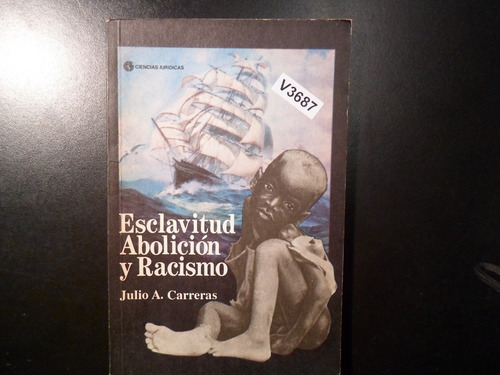 CIENCIAS JURIDICAS
V3687
Esclavitud
Abolición
y Racismo
Julio A. Carreras